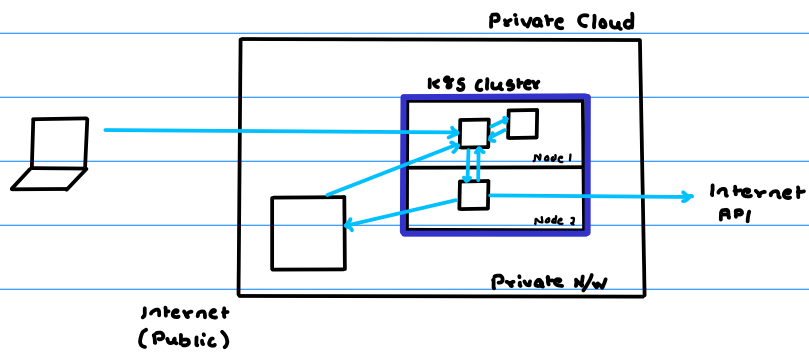 Private Cloud
K8S Cluster
Node 1
Internet
API
Node 2
Private N/W
Internet
(Public)